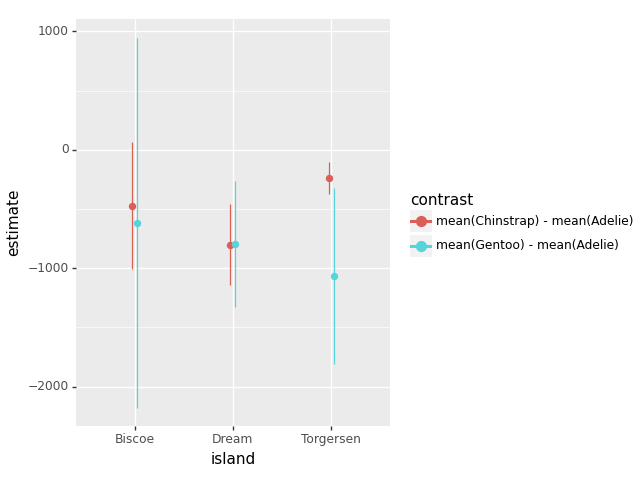 1000
0
−1000
−2000
estimate
Biscoe
Dream
Torgersen
island
contrast
mean(Chinstrap) - mean(Adelie)
mean(Gentoo) - mean(Adelie)